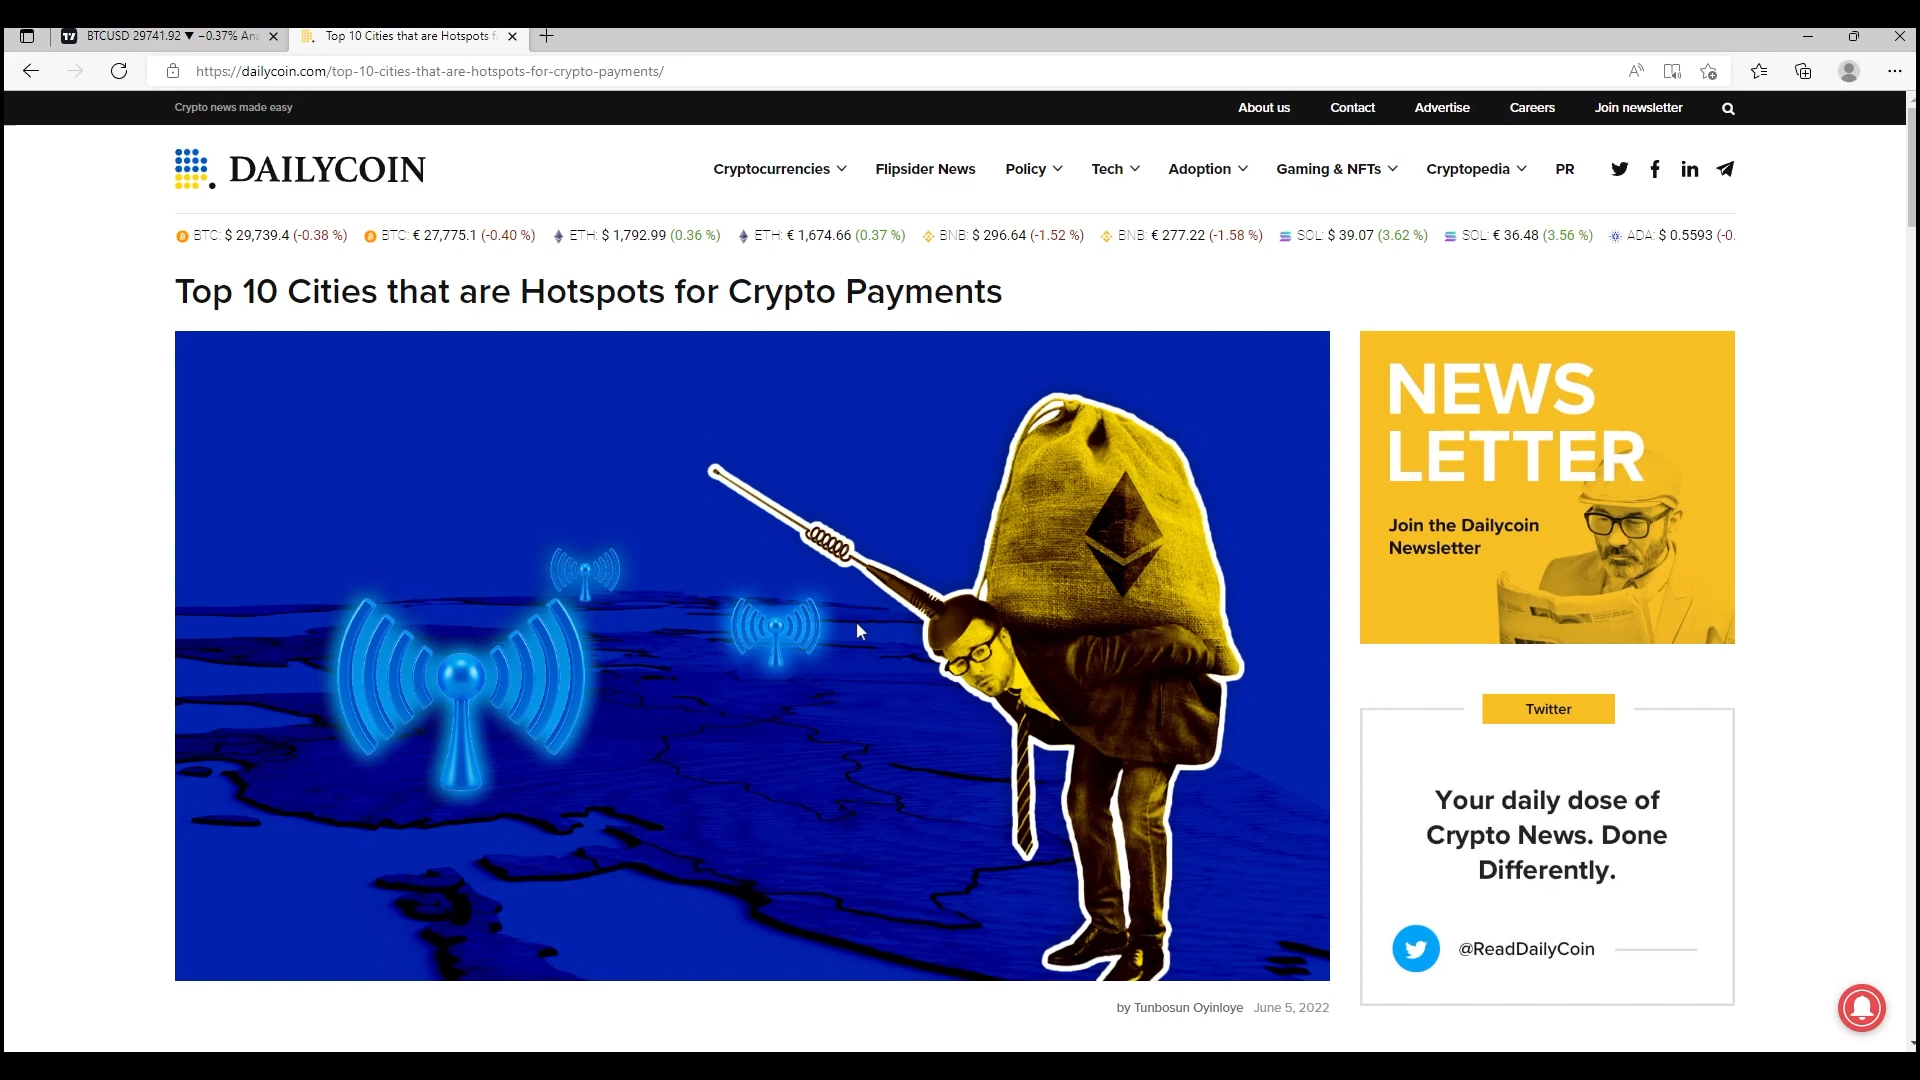 BTCUSD 29741.92 ▼ −0.37% Ana
Top 10 Cities that are Hotspots f
https://dailycoin.com/top-10-cities-that-are-hotspots-for-crypto-payments/
Crypto news made easy
About us Contact Advertise Careers Join newsletter
DAILYCOIN
Cryptocurrencies Flipsider News Policy Tech Adoption Gaming & NFTs Cryptopedia PR
BTC: $ 29,739.4 (-0.38 %) BTC: € 27,775.1 (-0.40 %) ETH: $ 1,792.99 (0.36 %) ETH: € 1,674.66 (0.37 %) BNB: $ 296.64 (-1.52 %) BNB: € 277.22 (-1.58 %) SOL: $ 39.07 (3.62 %) SOL: € 36.48 (3.56 %) ADA: $ 0.5593 (-0.
Top 10 Cities that are Hotspots for Crypto Payments
NEWS
LETTER
Join the Dailycoin
Newsletter
Twitter
Your daily dose of
Crypto News. Done
Differently.
@ReadDailyCoin
by Tunbosun Oyinloye June 5, 2022